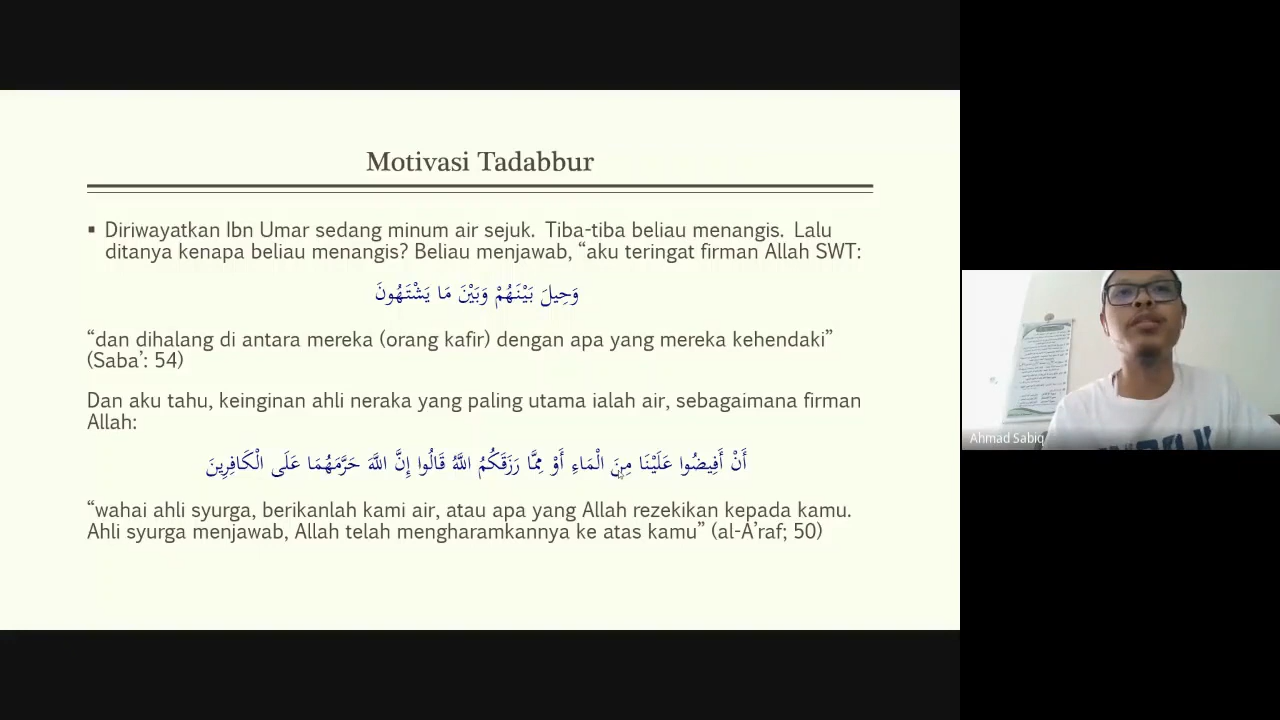 Motivasi Tadabbur
▪ Diriwayatkan Ibn Umar sedang minum air sejuk. Tiba-tiba beliau menangis. Lalu
ditanya kenapa beliau menangis? Beliau menjawab, “aku teringat firman Allah SWT:
وَحِيلَ بَيْنَهُمْ وَبَيْنَ مَا يَشْتَهُونَ
“dan dihalang di antara mereka (orang kafir) dengan apa yang mereka kehendaki”
(Saba’: 54)
Dan aku tahu, keinginan ahli neraka yang paling utama ialah air, sebagaimana firman
Allah:
أَنْ أَفِيضُوا عَلَيْنَا مِنَ الْمَاءِ أَوْ مِمَّا رَزَقَكُمُ اللَّهُ قَالُوا إِنَّ اللَّهَ حَرَّمَهُمَا عَلَى الْكَافِرِينَ
“wahai ahli syurga, berikanlah kami air, atau apa yang Allah rezekikan kepada kamu.
Ahli syurga menjawab, Allah telah mengharamkannya ke atas kamu” (al-A’raf; 50)
Ahmad Sabiq